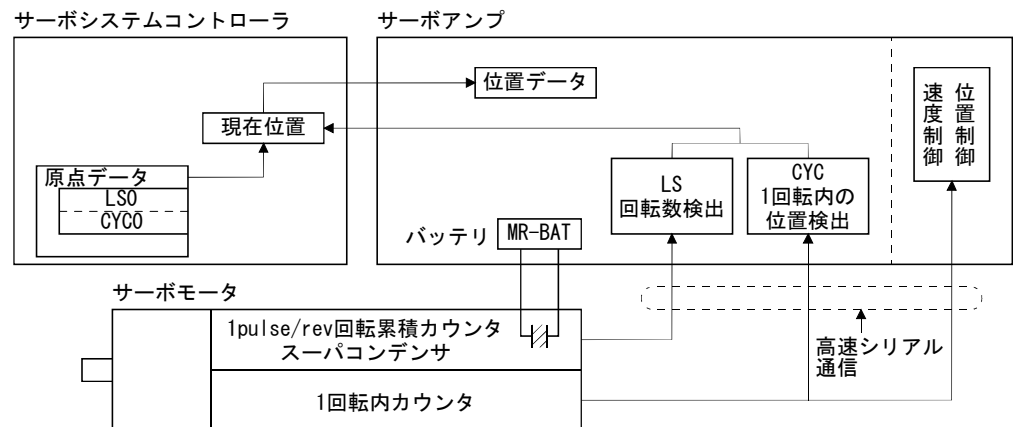 サーボシステムコントローラ
サーボアンプ
位置データ
現在位置
原点データ
LS0
CYC0
LS
回転数検出
CYC
1回転内の
位置検出
位置制御
速度制御
バッテリ
MR-BAT
サーボモータ
1pulse/rev回転累積カウンタ
スーパコンデンサ
1回転内カウンタ
高速シリアル
通信